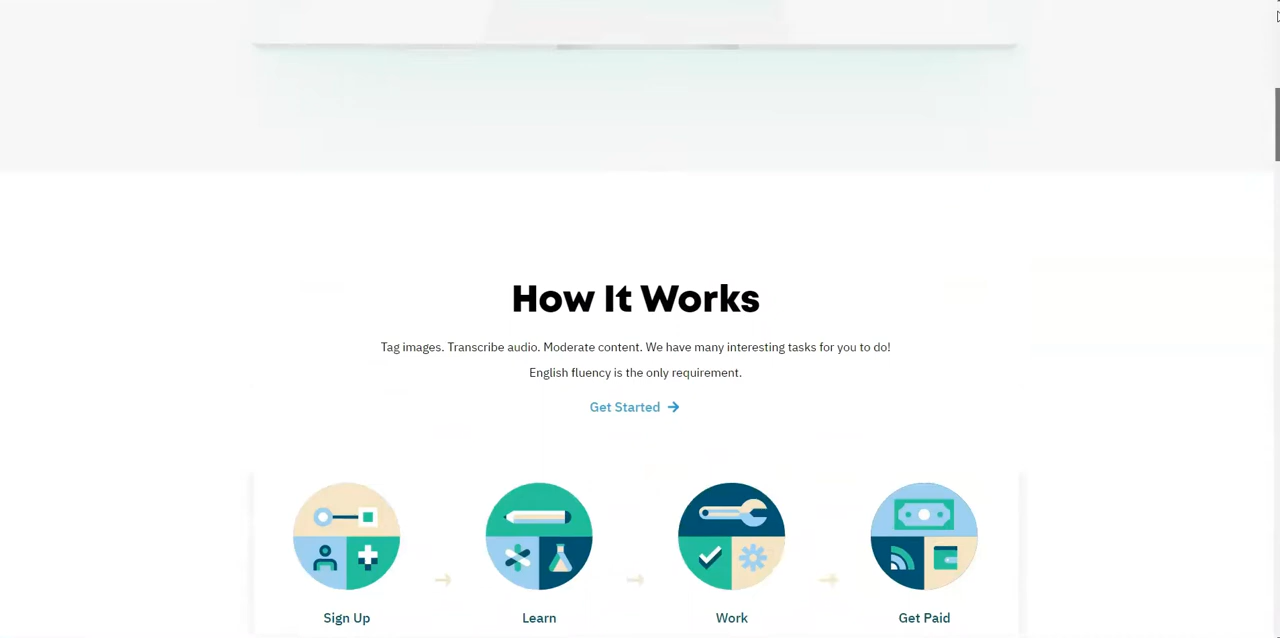 How It Works
Tag images. Transcribe audio. Moderate content. We have many interesting tasks for you to do!
English fluency is the only requirement.
Get Started
Sign Up
Learn
Work
Get Paid